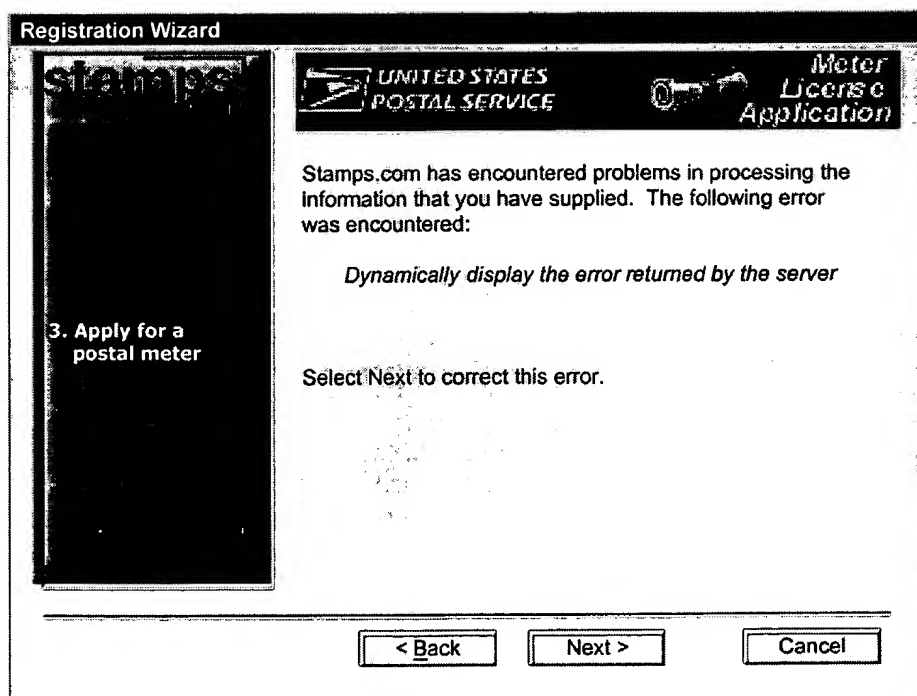 Registration Wizard
stamps
UNITED STATES
POSTAL SERVICE
Meter
License
Application
Stamps.com has encountered problems in processing the
information that you have supplied. The following error
was encountered:
Dynamically display the error returned by the server
3. Apply for a
postal meter
Select Next to correct this error.
< Back
Next >
Cancel